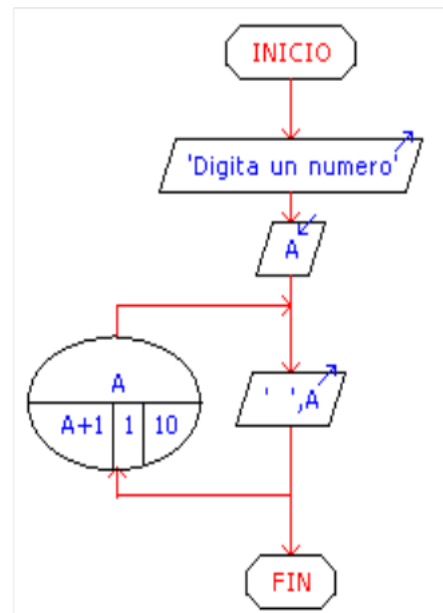 INICIO
'Digita un numero'
A
A
A+1 1 10
' ',A
FIN